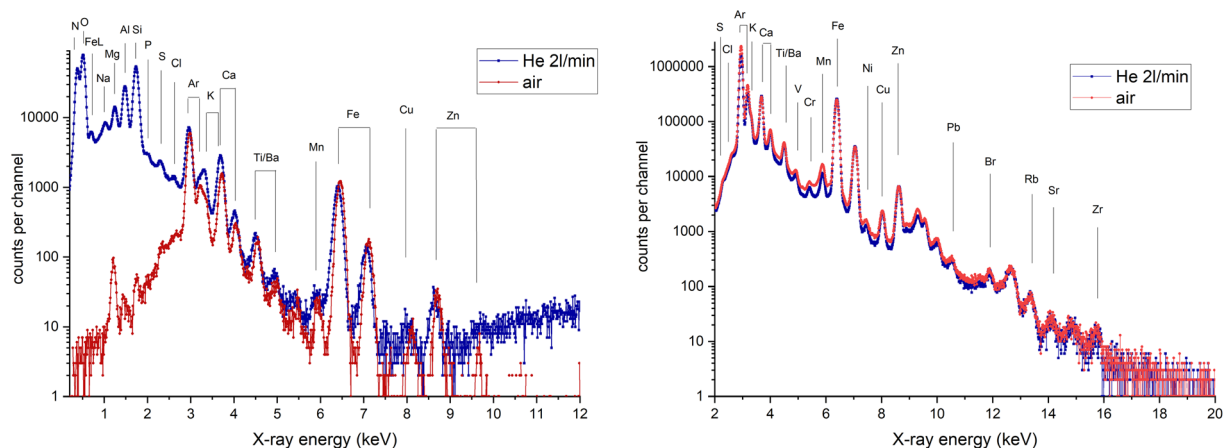 N O
FeL
Na
Mg
Al Si
P
S
Cl
Ar
K
Ca
Ti/Ba
Mn
Fe
Cu
Zn
He 2l/min
air
counts per channel
10000
1000
100
10
1
0 1 2 3 4 5 6 7 8 9 10 11 12
X-ray energy (keV)
S
Cl
Ar
K
Ca
Ti/Ba
V
Cr
Mn
Fe
Ni
Cu
Zn
Pb
Br
Rb
Sr
Zr
He 2l/min
air
counts per channel
1000000
100000
10000
1000
100
10
1
2 4 6 8 10 12 14 16 18 20
X-ray energy (keV)